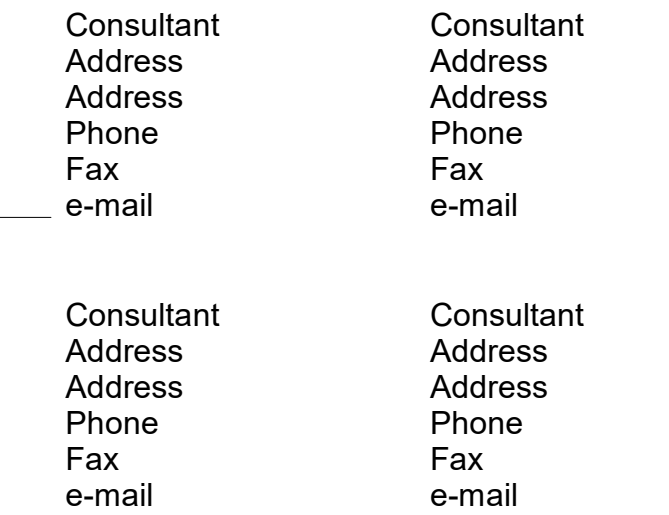 Consultant
Address
Address
Phone
Fax
e-mail
Consultant
Address
Address
Phone
Fax
e-mail
Consultant
Address
Address
Phone
Fax
e-mail
Consultant
Address
Address
Phone
Fax
e-mail